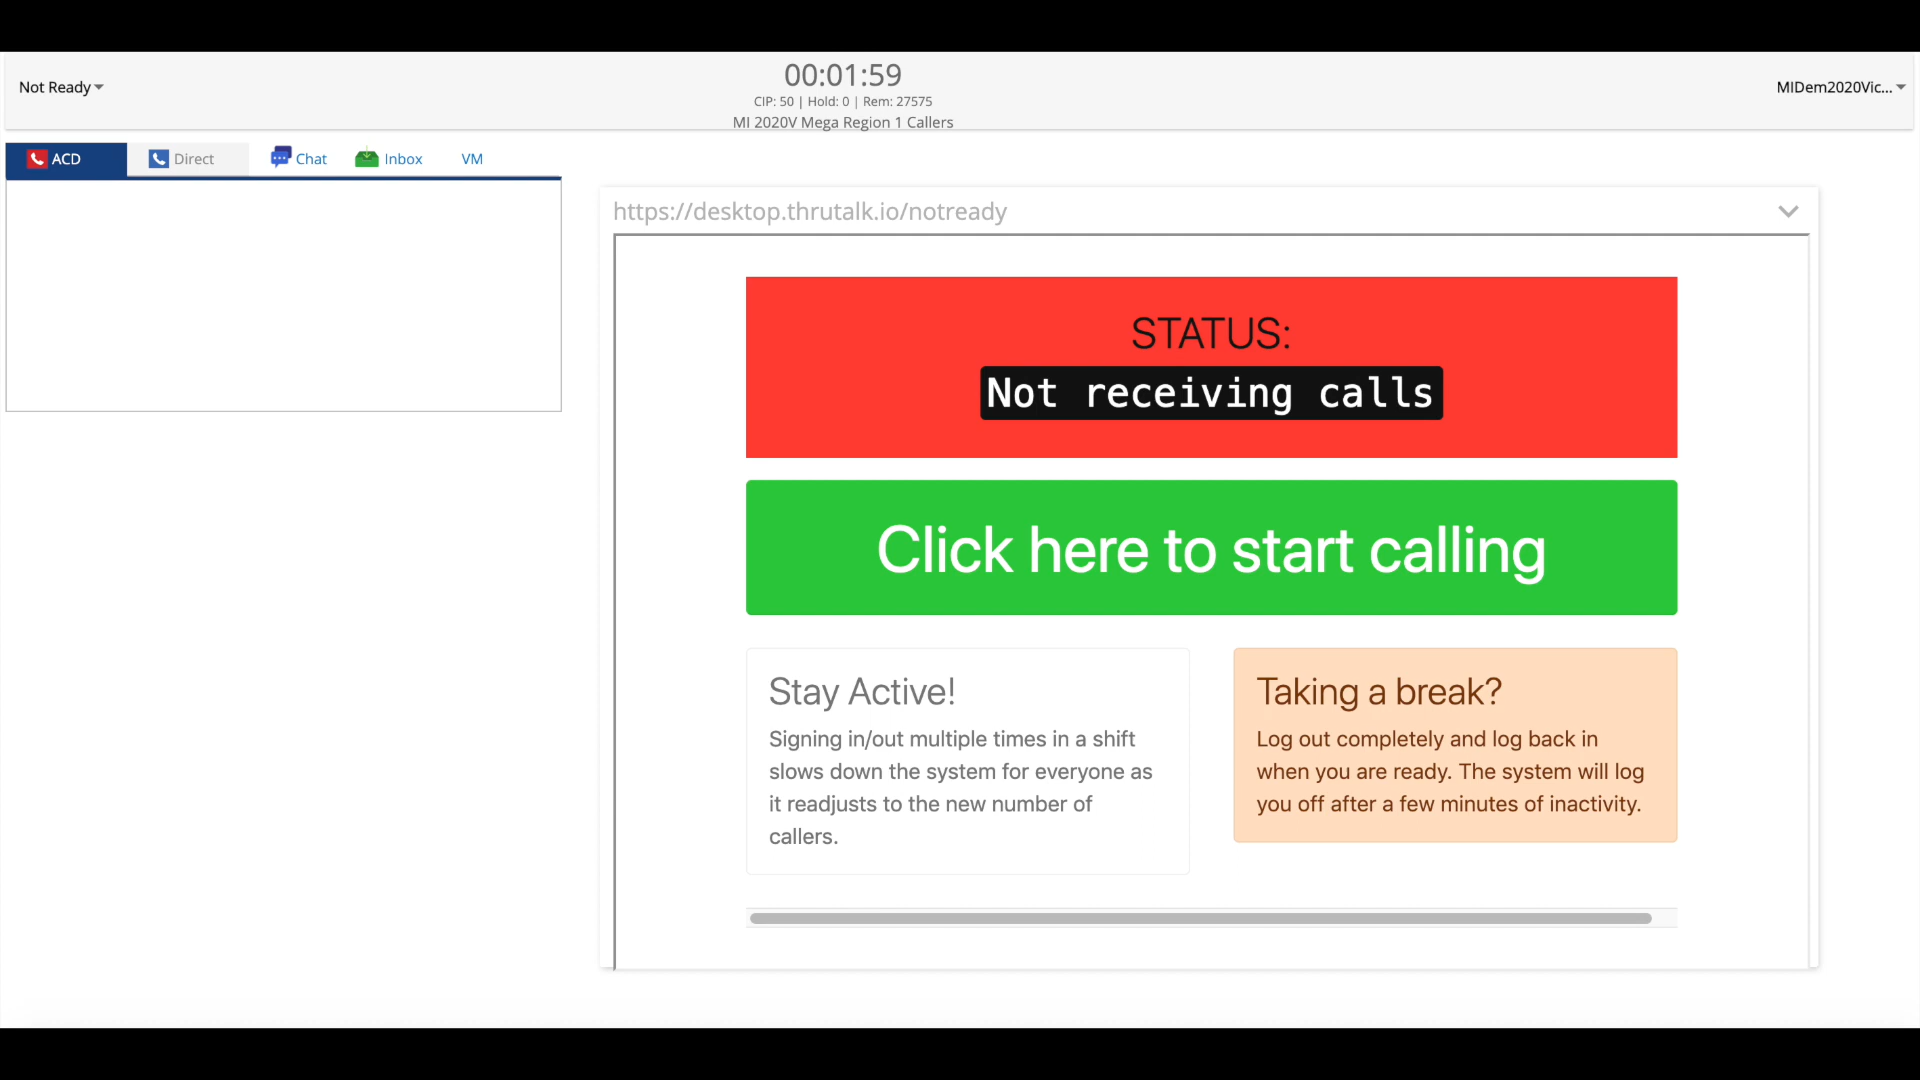 Not Ready
00:01:59
CIP: 50 | Hold: 0 | Rem: 27575
MI 2020V Mega Region 1 Callers
MIDem2020Vic...
ACD
Direct
Chat
Inbox
VM
https://desktop.thrutalk.io/notready
STATUS:
Not receiving calls
Click here to start calling
Stay Active!
Signing in/out multiple times in a shift
slows down the system for everyone as
it readjusts to the new number of
callers.
Taking a break?
Log out completely and log back in
when you are ready. The system will log
you off after a few minutes of inactivity.